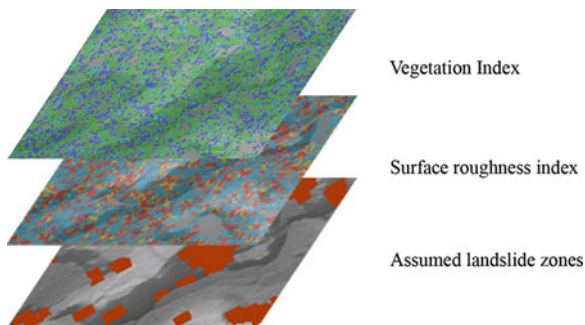 Vegetation Index
Surface roughness index
Assumed landslide zones